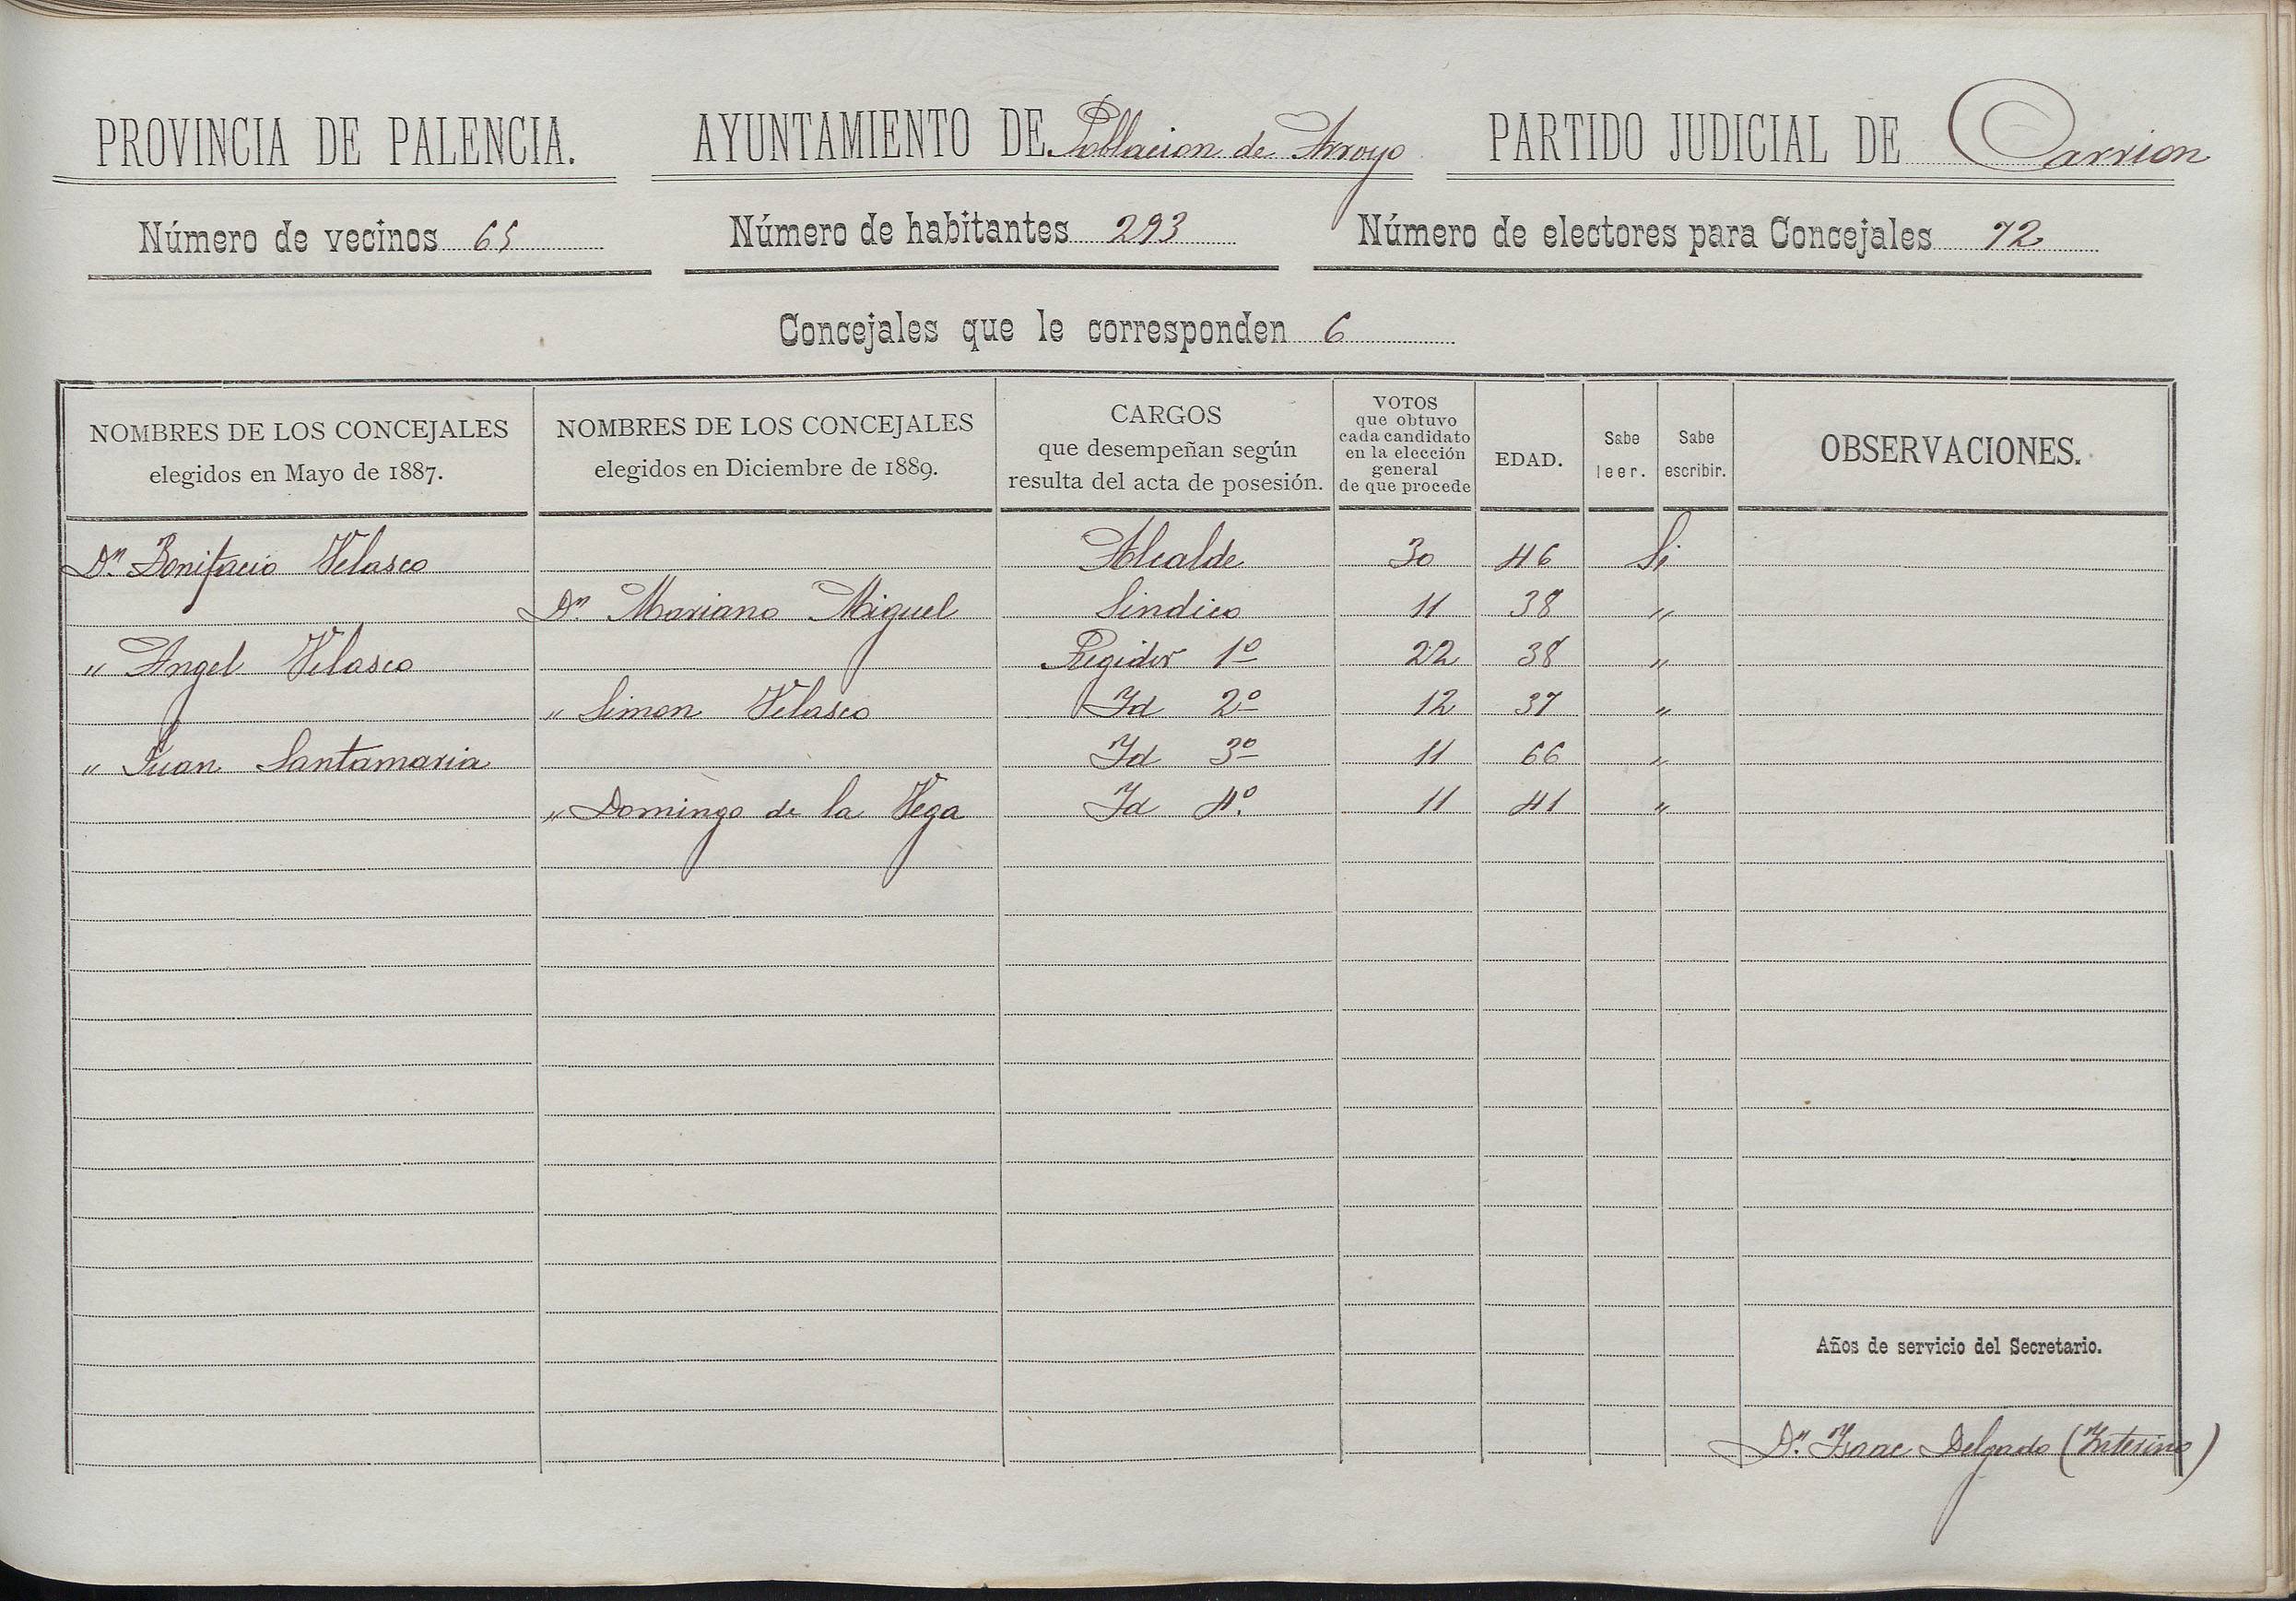 PROVINCIA DE PALENCIA. AYUNTAMIENTO DE Poblacion de Arroyo PARTIDO JUDICIAL DE Carrion
Número de vecinos 65 Número de habitantes 293 Número de electores para Concejales 72
Concejales que le corresponden 6
NOMBRES DE LOS CONCEJALES elegidos en Mayo de 1887. NOMBRES DE LOS CONCEJALES elegidos en Diciembre de 1889. CARGOS que desempeñan según resulta del acta de posesión. VOTOS que obtuvo cada candidato en la elección general de que procede EDAD. Sabe leer. Sabe escribir. OBSERVACIONES.
Dn. Bonifacio Velasco Alcalde 30 46 Si
Dn. Mariano Miguel Sindico 11 38 "
" Angel Velasco Regidor 1º 22 38 "
" Simon Velasco Id 2º 12 37 "
" Juan Santamaria Id 3º 11 66 "
" Domingo de la Vega Id 4º. 11 41 "
Años de servicio del Secretario.
Dn. Isaac Delgado (Interino)